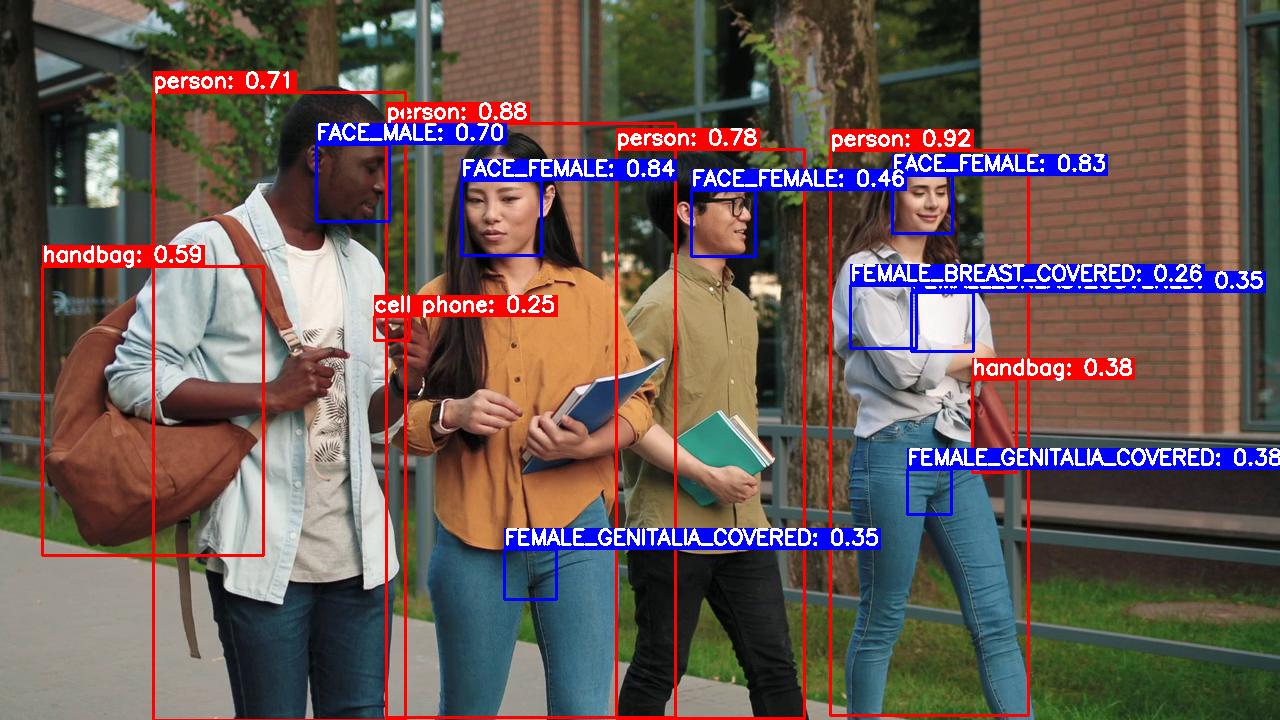 person: 0.71
person: 0.88
FACE_MALE: 0.70
person: 0.78
person: 0.92
FACE_FEMALE: 0.84
FACE_FEMALE: 0.46
FACE_FEMALE: 0.83
handbag: 0.59
FEMALE_BREAST_COVERED: 0.26
0.35
cell phone: 0.25
handbag: 0.38
FEMALE_GENITALIA_COVERED: 0.38
FEMALE_GENITALIA_COVERED: 0.35